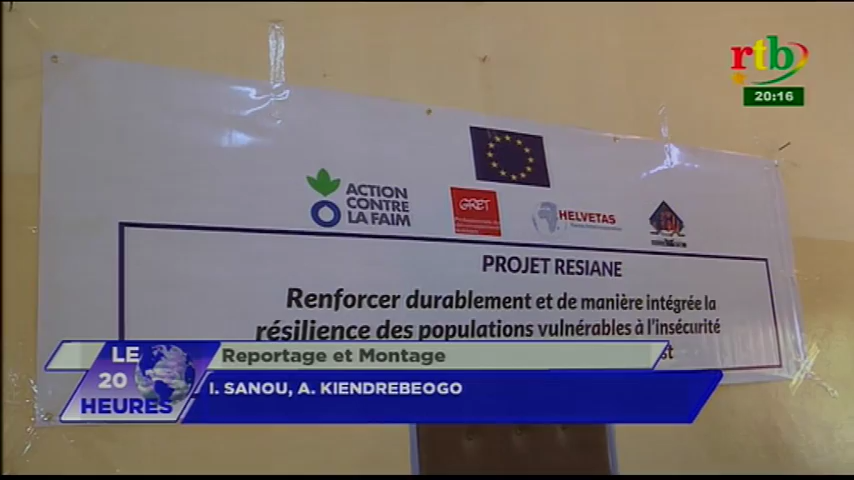 rtb
20:16
ACTION
CONTRE
LA FAIM
GRET
HELVETAS
PROJET RESIANE
Renforcer durablement et de manière intégrée la
résilience des populations vulnérables à l'insécurité
st
LE
20
HEURES
Reportage et Montage
I. SANOU, A. KIENDREBEOGO